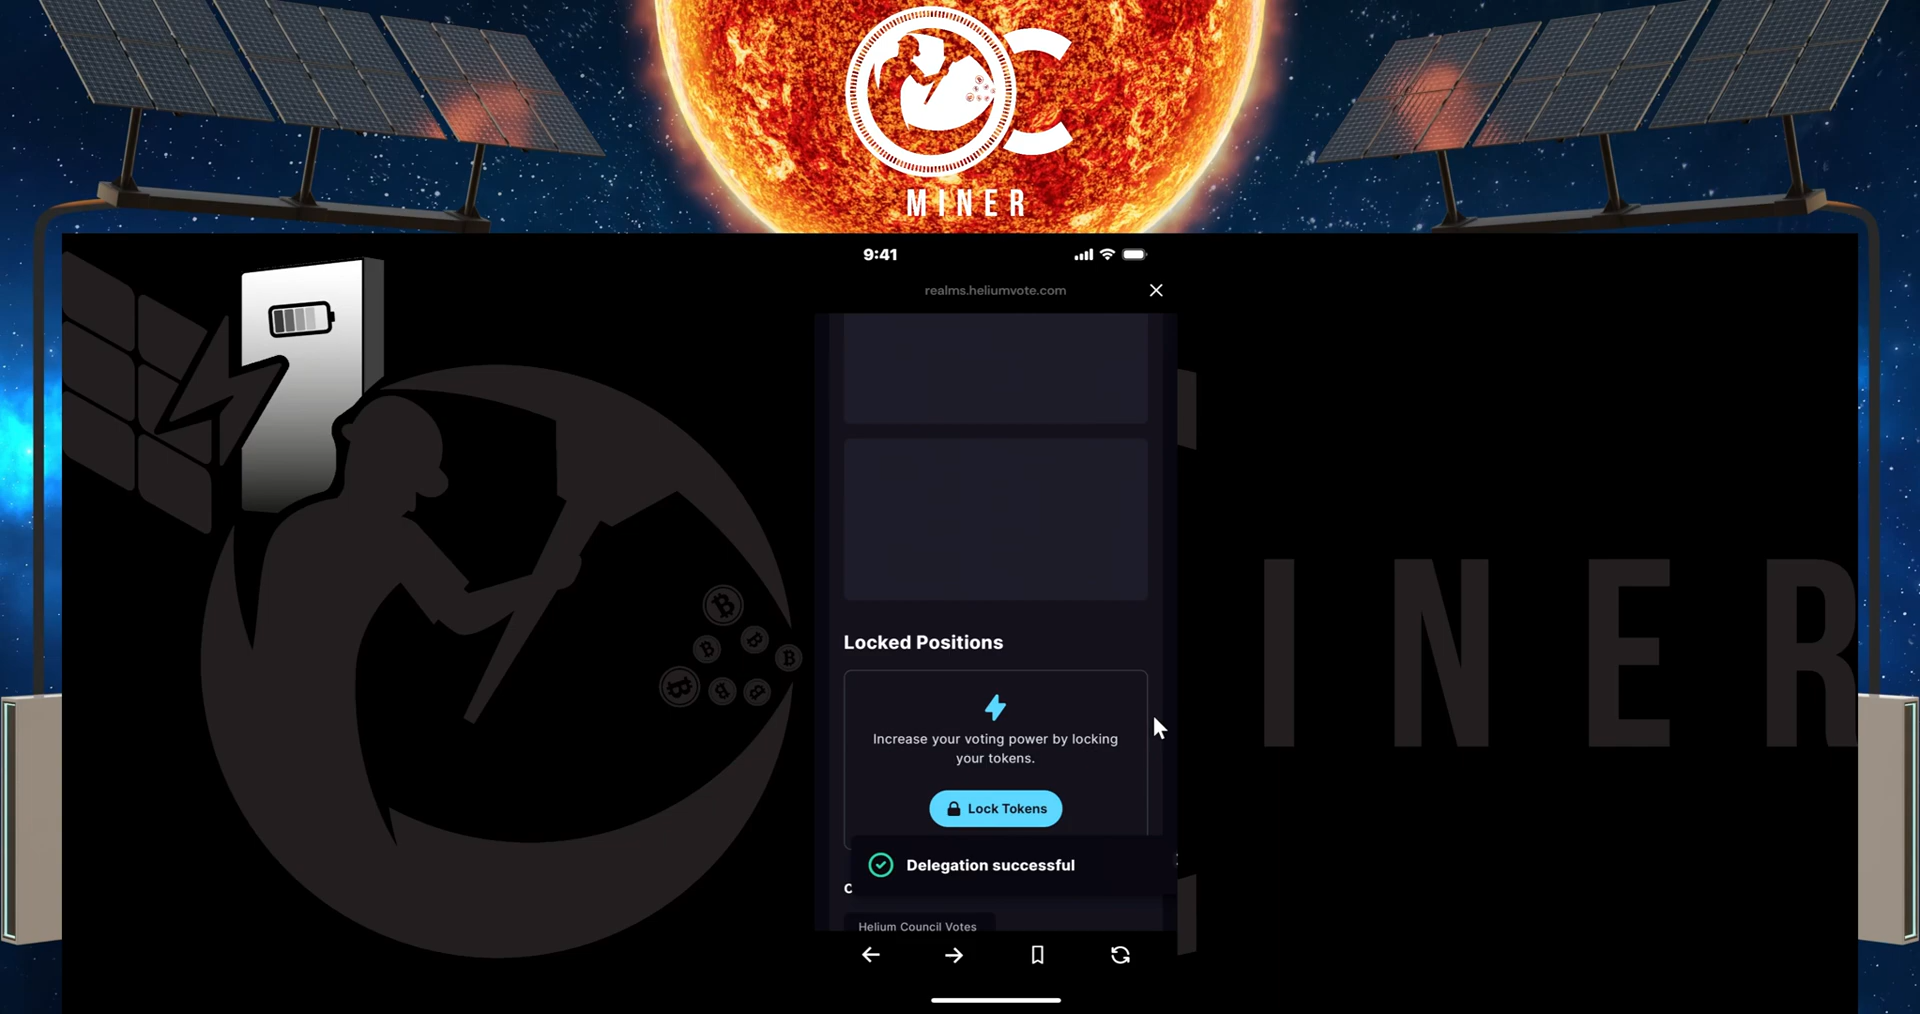 C
MINER
9:41
realms.heliumvote.com
Locked Positions
Increase your voting power by locking
your tokens.
Lock Tokens
Delegation successful
Helium Council Votes
INER